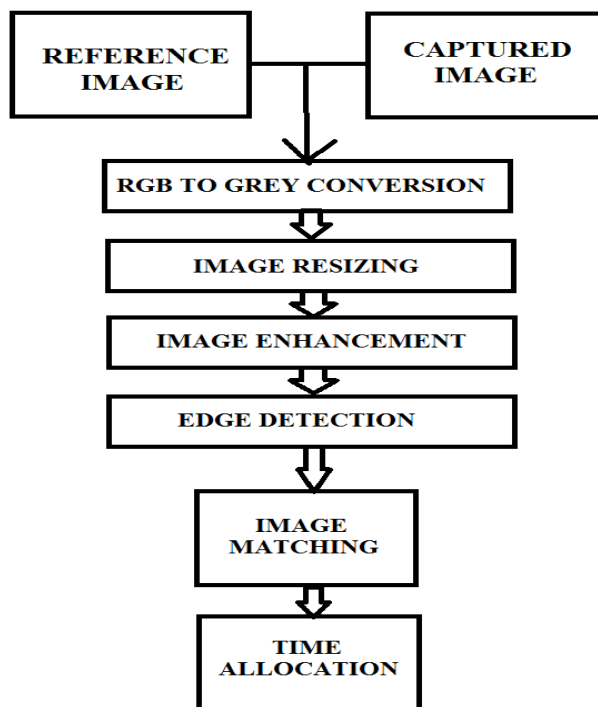 REFERENCE
IMAGE
CAPTURED
IMAGE
RGB TO GREY CONVERSION
IMAGE RESIZING
IMAGE ENHANCEMENT
EDGE DETECTION
IMAGE
MATCHING
TIME
ALLOCATION